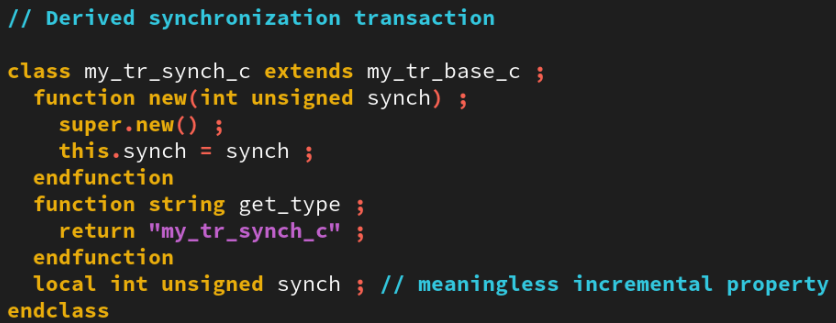 // Derived synchronization transaction

class my_tr_synch_c extends my_tr_base_c ;
  function new(int unsigned synch) ;
    super.new() ;
    this.synch = synch ;
  endfunction
  function string get_type ;
    return "my_tr_synch_c" ;
  endfunction
  local int unsigned synch ; // meaningless incremental property
endclass